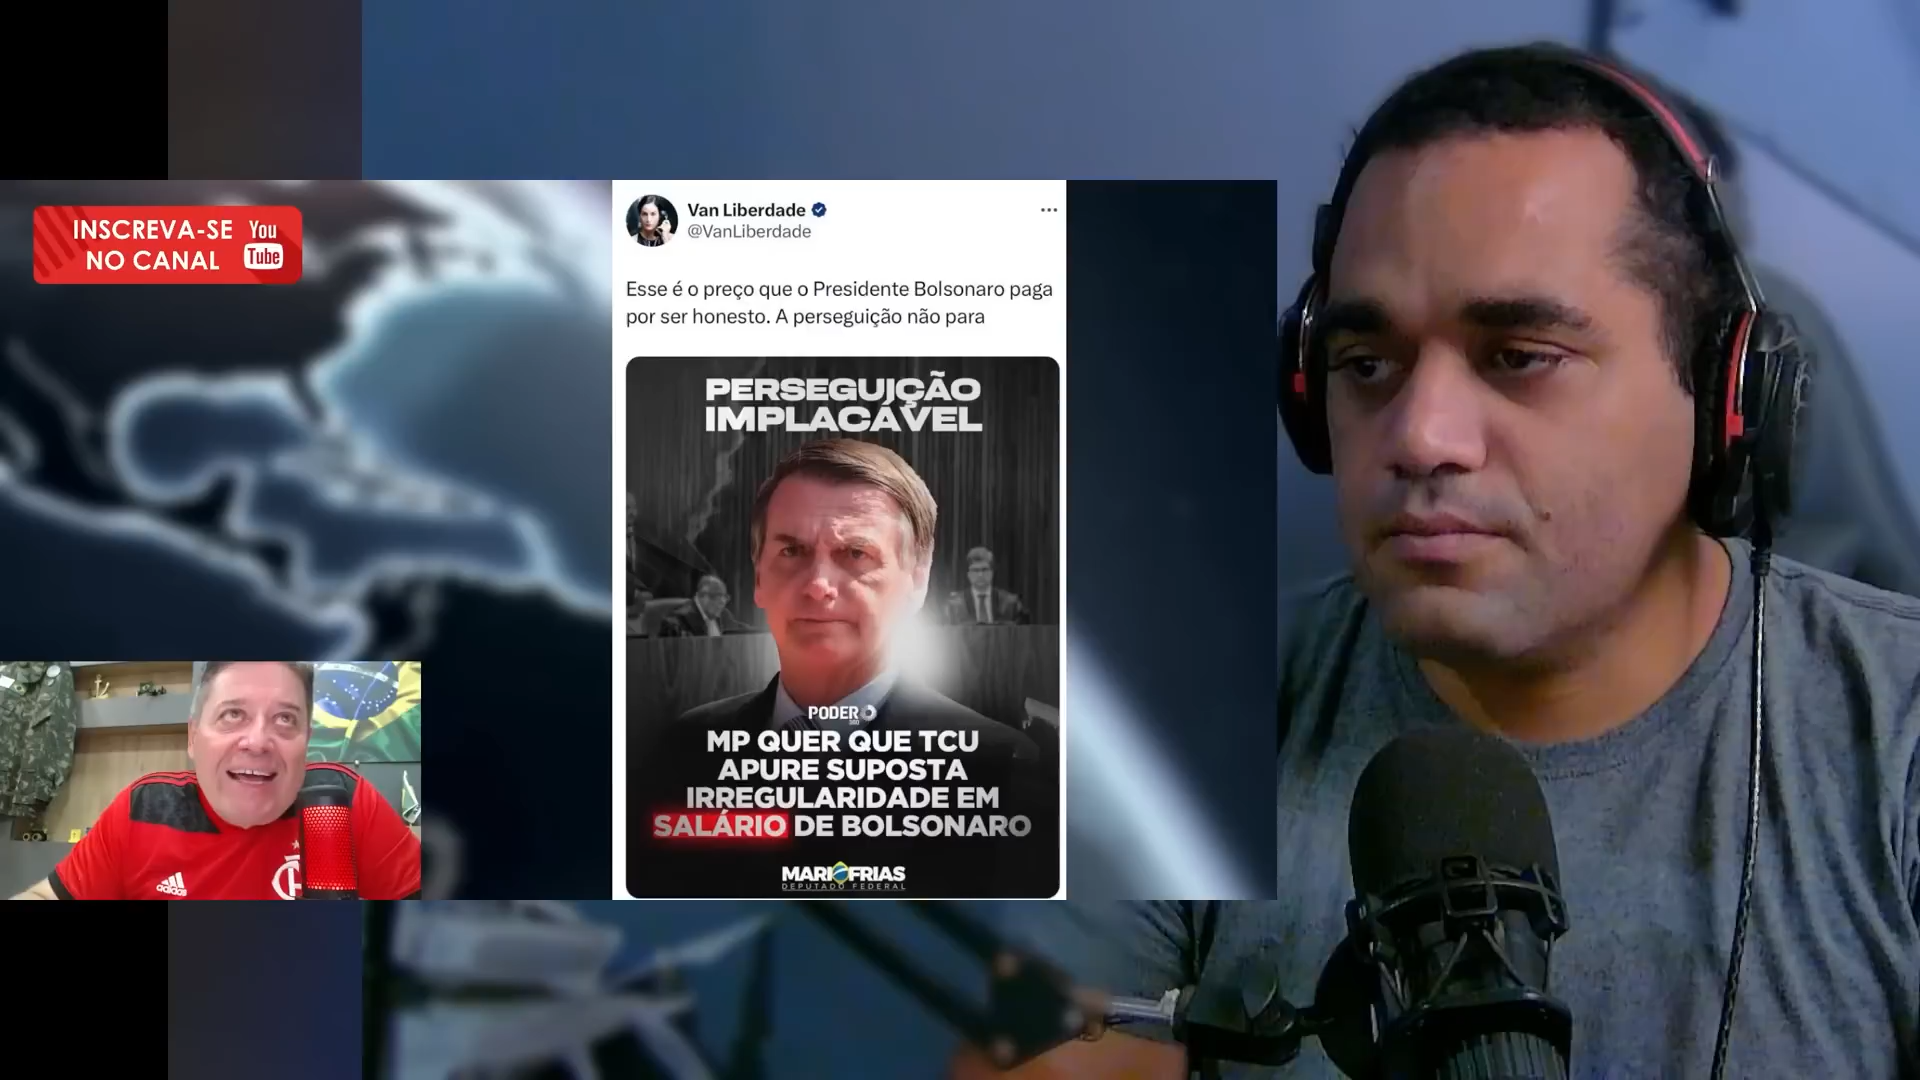 INSCREVA-SE
NO CANAL
You
Tube
Van Liberdade
@VanLiberdade
Esse é o preço que o Presidente Bolsonaro paga
por ser honesto. A perseguição não para
PERSEGUIÇÃO
IMPLACÁVEL
PODER
360
MP QUER QUE TCU
APURE SUPOSTA
IRREGULARIDADE EM
SALÁRIO DE BOLSONARO
MARIO FRIAS
DEPUTADO FEDERAL
adidas